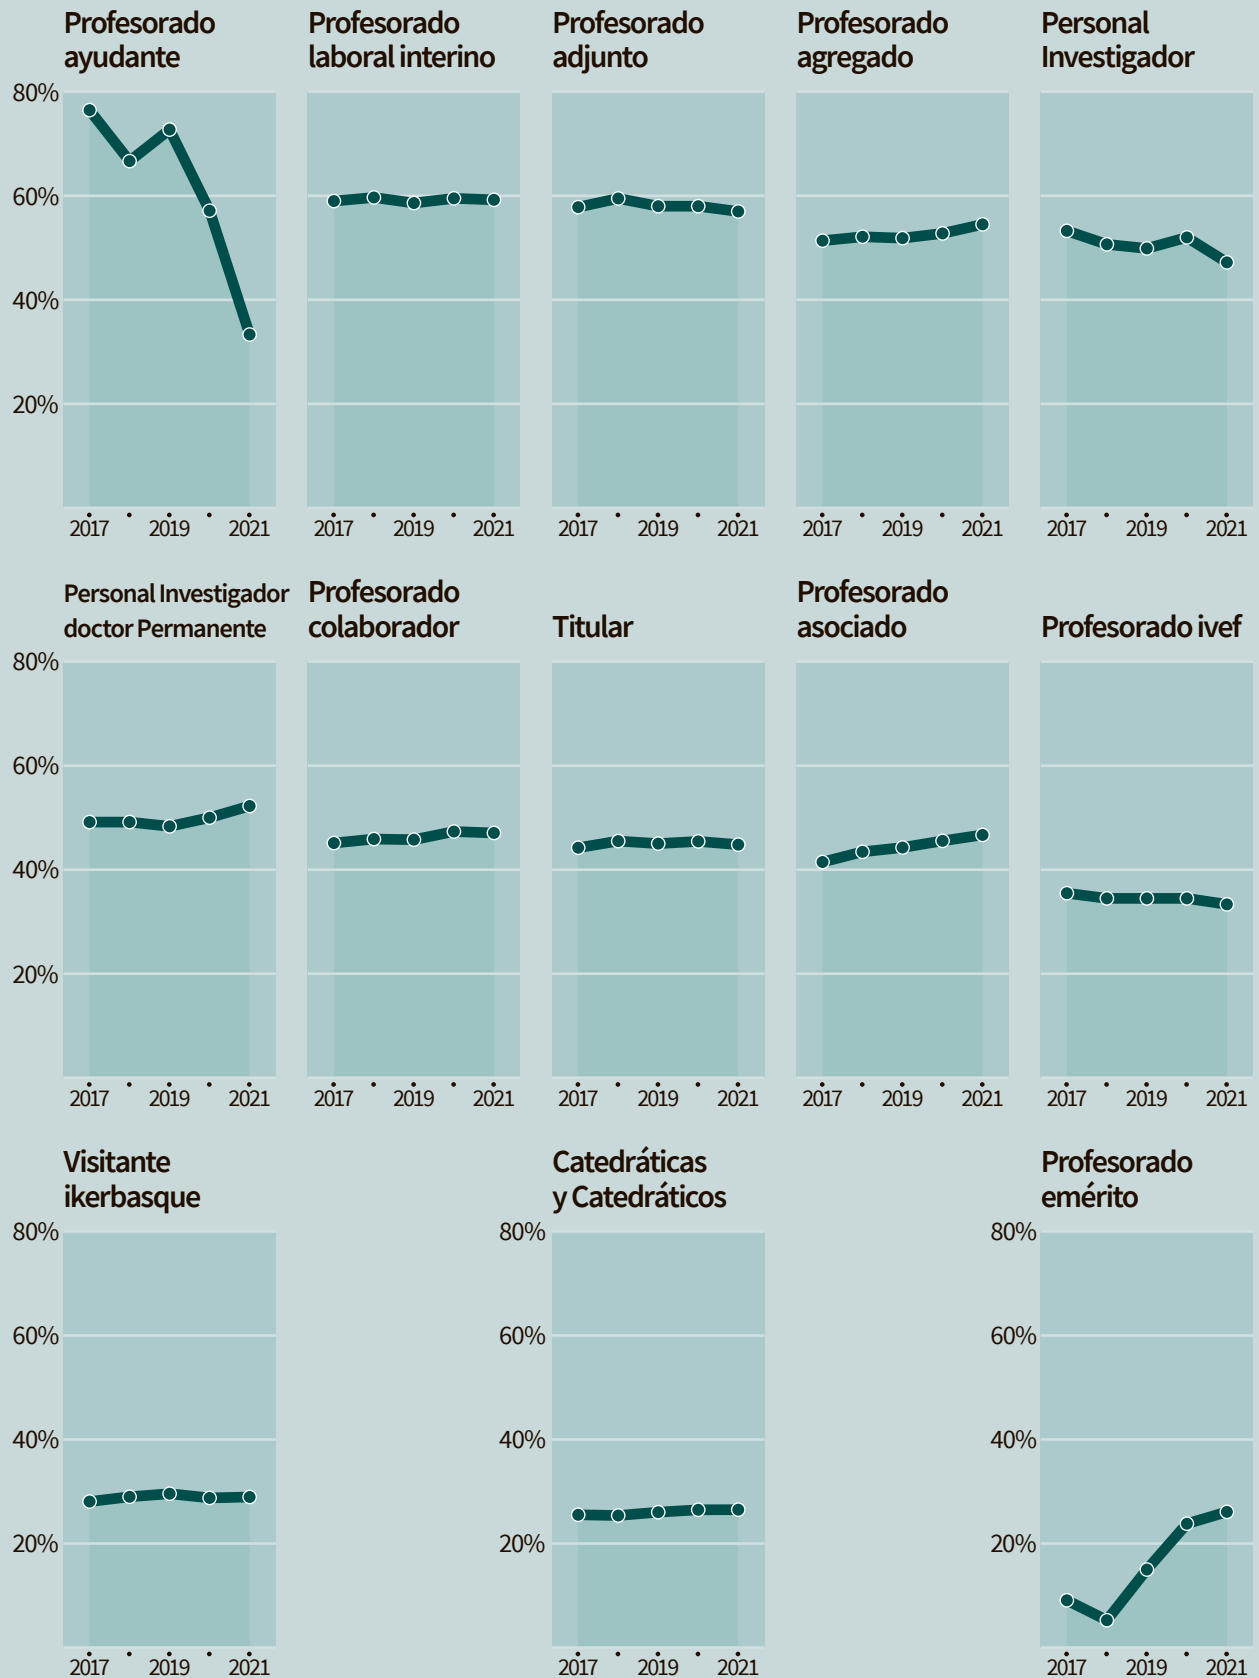 Profesorado
ayudante
Profesorado
laboral interino
Profesorado
adjunto
Profesorado
agregado
Personal
Investigador
80%
60%
40%
20%
2017 2019 2021
2017 2019 2021
2017 2019 2021
2017 2019 2021
2017 2019 2021
Personal Investigador
doctor Permanente
Profesorado
colaborador
Titular
Profesorado
asociado
Profesorado ivef
80%
60%
40%
20%
2017 2019 2021
2017 2019 2021
2017 2019 2021
2017 2019 2021
2017 2019 2021
Visitante
ikerbasque
80%
60%
40%
20%
2017 2019 2021
Catedráticas
y Catedráticos
80%
60%
40%
20%
2017 2019 2021
Profesorado
emérito
80%
60%
40%
20%
2017 2019 2021